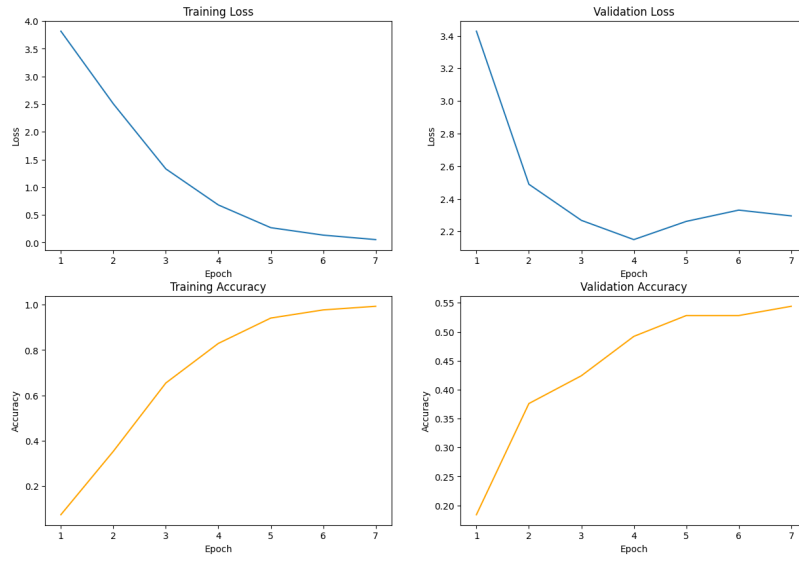 Training Loss
4.0
3.5
3.0
2.5
2.0
1.5
1.0
0.5
0.0
Loss
1 2 3 4 5 6 7
Epoch
Validation Loss
3.4
3.2
3.0
2.8
2.6
2.4
2.2
Loss
1 2 3 4 5 6 7
Epoch
Training Accuracy
1.0
0.8
0.6
0.4
0.2
Accuracy
1 2 3 4 5 6 7
Epoch
Validation Accuracy
0.55
0.50
0.45
0.40
0.35
0.30
0.25
0.20
Accuracy
1 2 3 4 5 6 7
Epoch